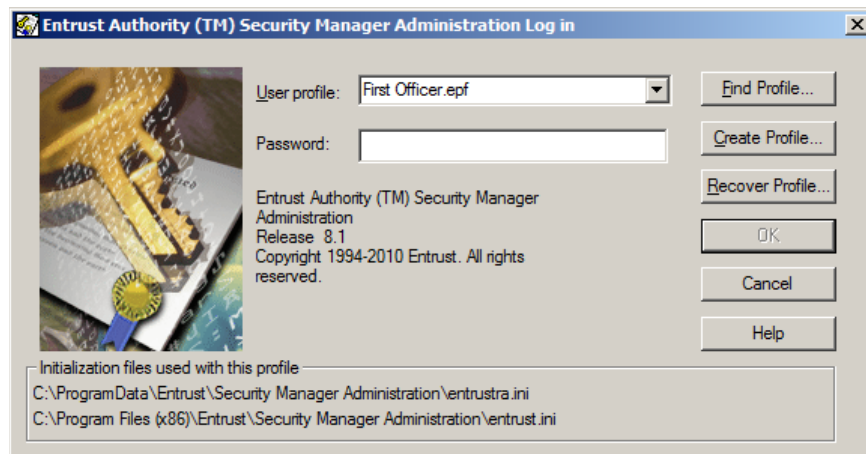 Entrust Authority (TM) Security Manager Administration Log in
User profile:
First Officer.epf
Find Profile...
Password:
Create Profile...
Recover Profile...
Entrust Authority (TM) Security Manager
Administration
Release 8.1
Copyright 1994-2010 Entrust. All rights
reserved.
OK
Cancel
Help
Initialization files used with this profile
C:\ProgramData\Entrust\Security Manager Administration\entrustra.ini
C:\Program Files (x86)\Entrust\Security Manager Administration\entrust.ini